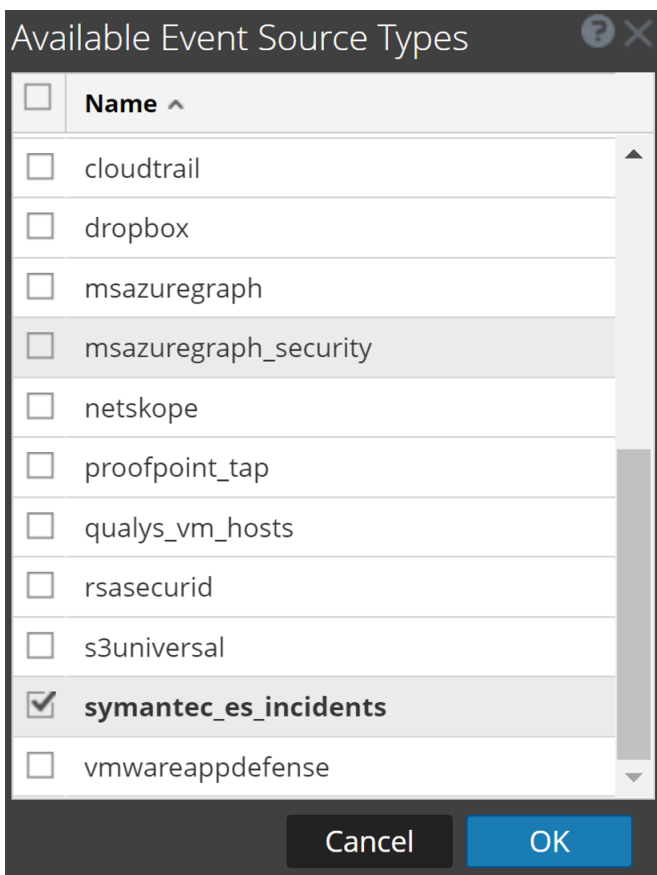 Available Event Source Types
Name
cloudtrail
dropbox
msazuregraph
msazuregraph_security
netskope
proofpoint_tap
qualys_vm_hosts
rsasecurid
s3universal
symantec_es_incidents
vmwareappdefense
Cancel OK